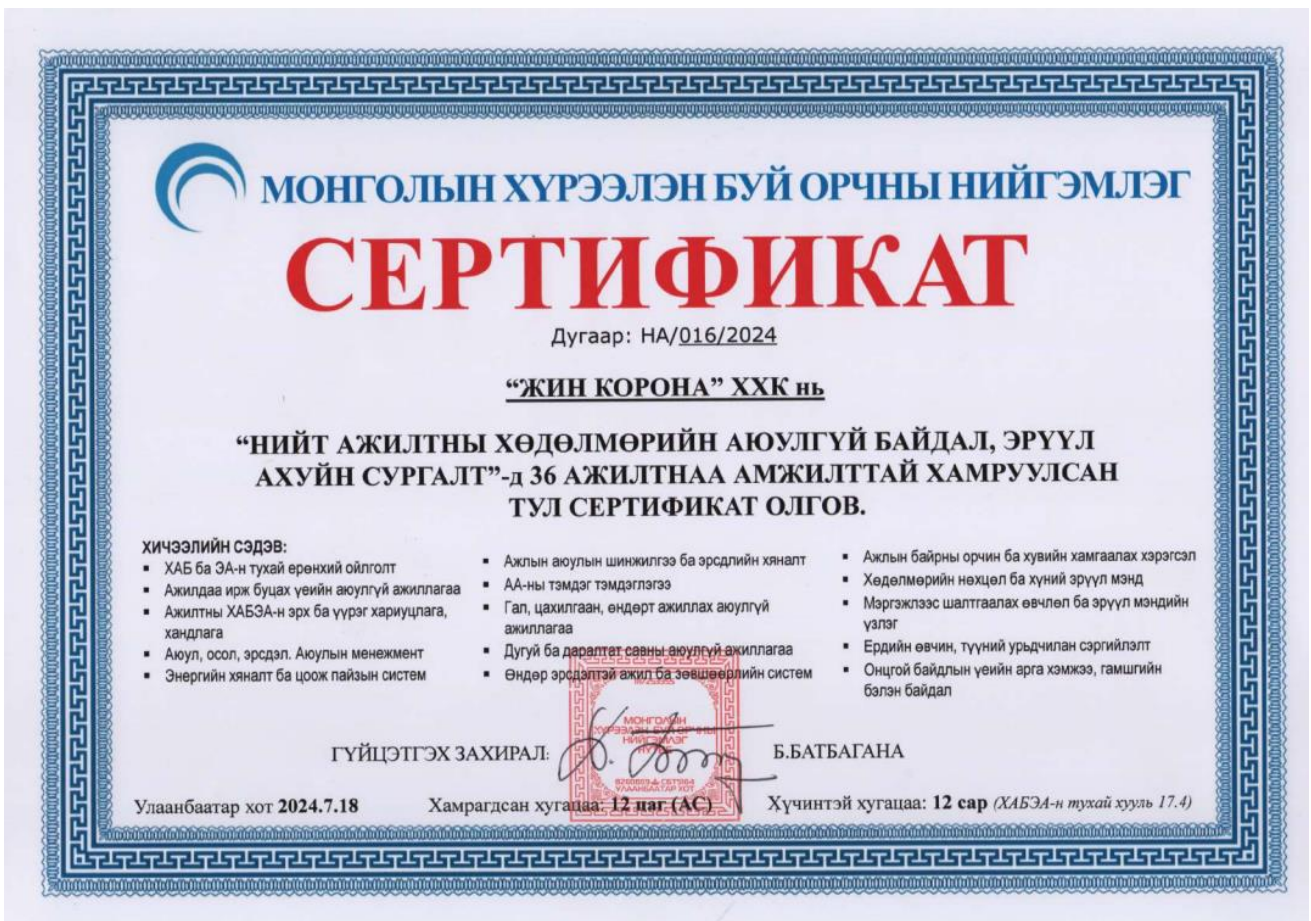 МОНГОЛЫН ХҮРЭЭЛЭН БУЙ ОРЧНЫ НИЙГЭМЛЭГ
СЕРТИФИКАТ
Дугаар: НА/016/2024
“ЖИН КОРОНА” ХХК нь
“НИЙТ АЖИЛТНЫ ХӨДӨЛМӨРИЙН АЮУЛГҮЙ БАЙДАЛ, ЭРҮҮЛ
АХУЙН СУРГАЛТ”-д 36 АЖИЛТНАА АМЖИЛТТАЙ ХАМРУУЛСАН
ТУЛ СЕРТИФИКАТ ОЛГОВ.
ХИЧЭЭЛИЙН СЭДЭВ:
▪ ХАБ ба ЭА-н тухай ерөнхий ойлголт
▪ Ажилдаа ирж буцах үеийн аюулгүй ажиллагаа
▪ Ажилтны ХАБЭА-н эрх ба үүрэг хариуцлага,
хандлага
▪ Аюул, осол, эрсдэл. Аюулын менежмент
▪ Энергийн хяналт ба цоож пайзын систем
▪ Ажлын аюулын шинжилгээ ба эрсдлийн хяналт
▪ АА-ны тэмдэг тэмдэглэгээ
▪ Гал, цахилгаан, өндөрт ажиллах аюулгүй
ажиллагаа
▪ Дугуй ба даралтат савны аюулгүй ажиллагаа
▪ Өндөр эрсдэлтэй ажил ба зөвшөөрлийн систем
▪ Ажлын байрны орчин ба хувийн хамгаалах хэрэгсэл
▪ Хөдөлмөрийн нөхцөл ба хүний эрүүл мэнд
▪ Мэргэжлээс шалтгаалах өвчлөл ба эрүүл мэндийн
үзлэг
▪ Ердийн өвчин, түүний урьдчилан сэргийлэлт
▪ Онцгой байдлын үеийн арга хэмжээ, гамшгийн
бэлэн байдал
МОНГОЛЫН
ХҮРЭЭЛЭН БУЙ ОРЧНЫ
НИЙГЭМЛЭГ
УЛААНБААТАР ХОТ
ГҮЙЦЭТГЭХ ЗАХИРАЛ: Б.БАТБАГАНА
Улаанбаатар хот 2024.7.18 Хамрагдсан хугацаа: 12 цаг (АС) Хүчинтэй хугацаа: 12 сар (ХАБЭА-н тухай хууль 17.4)